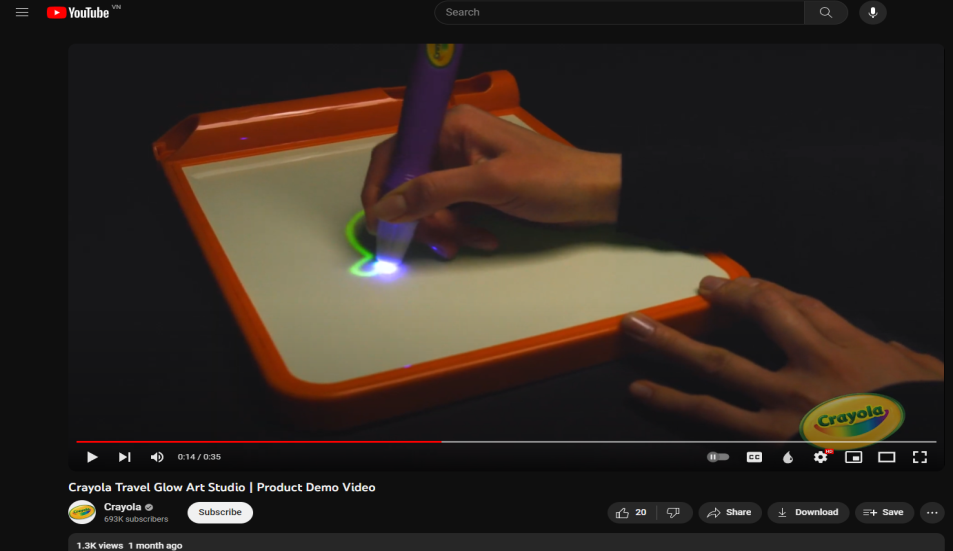 YouTube VN
Search
Crayola
0:14 / 0:35
CC
HD
Crayola Travel Glow Art Studio | Product Demo Video
Crayola
693K subscribers
Subscribe
20
Share
Download
Save
1.3K views 1 month ago